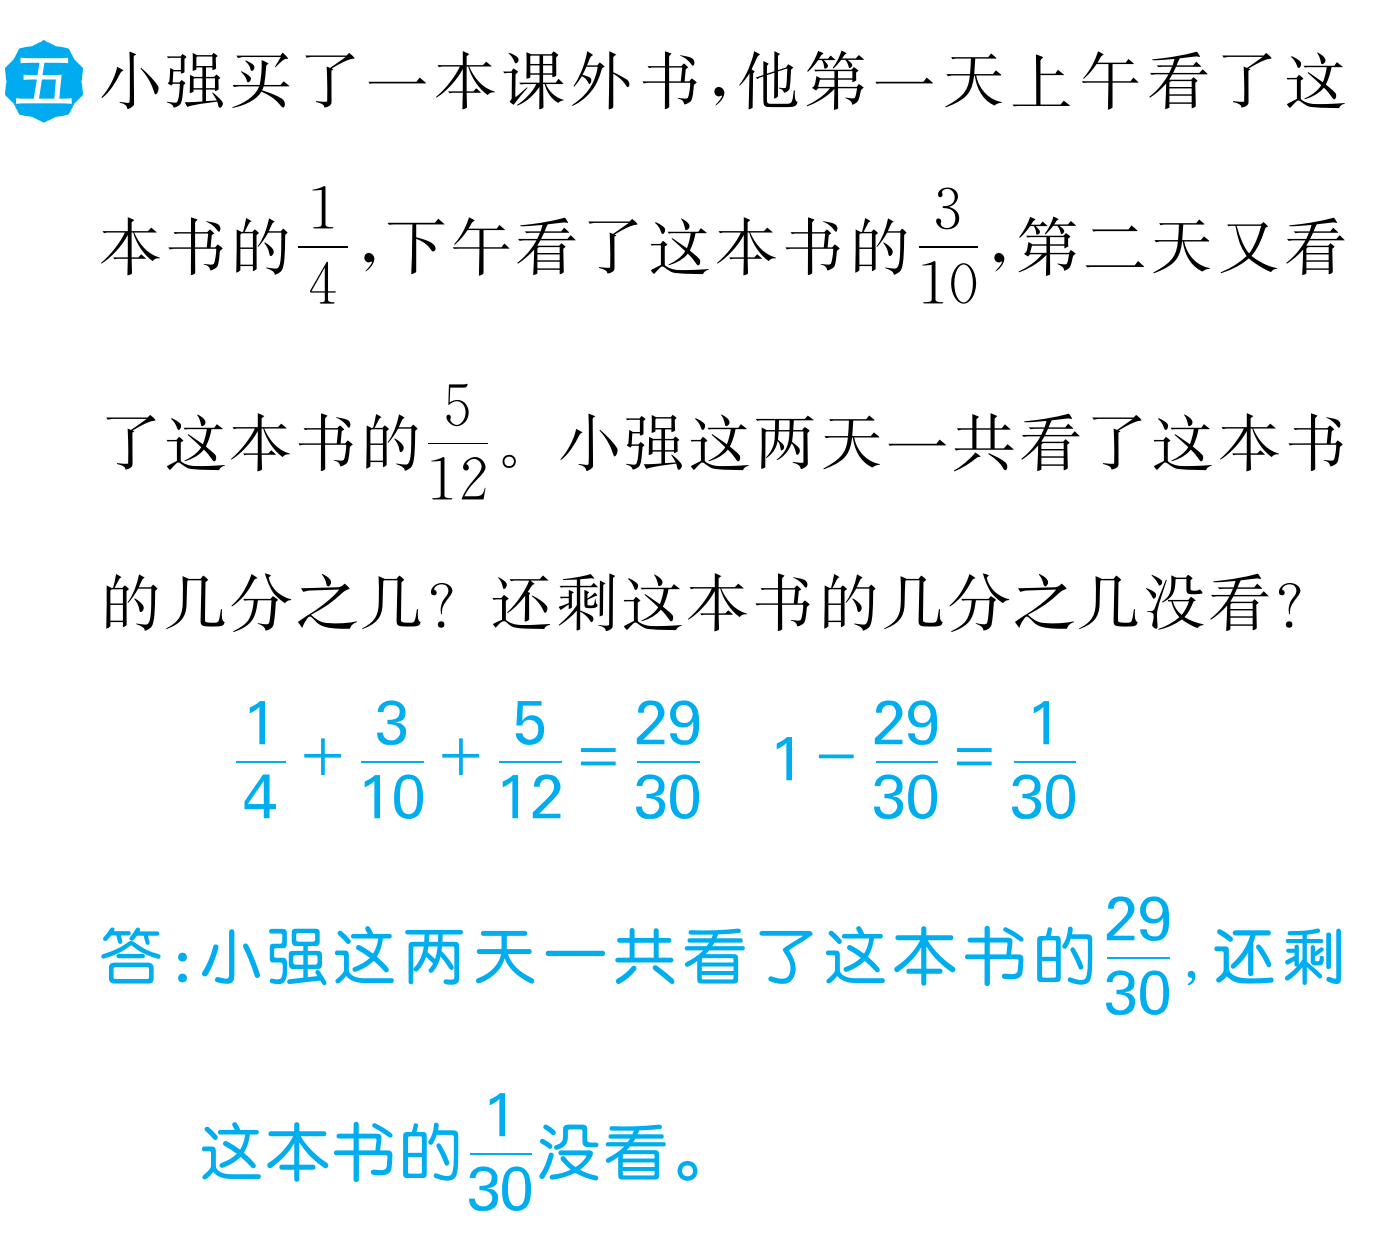 五 小强买了一本课外书,他第一天上午看了这
本书的1/4,下午看了这本书的3/10,第二天又看
了这本书的5/12。小强这两天一共看了这本书
的几分之几?还剩这本书的几分之几没看?
1/4+3/10+5/12=29/30 1-29/30=1/30
答:小强这两天一共看了这本书的29/30,还剩
这本书的1/30没看。